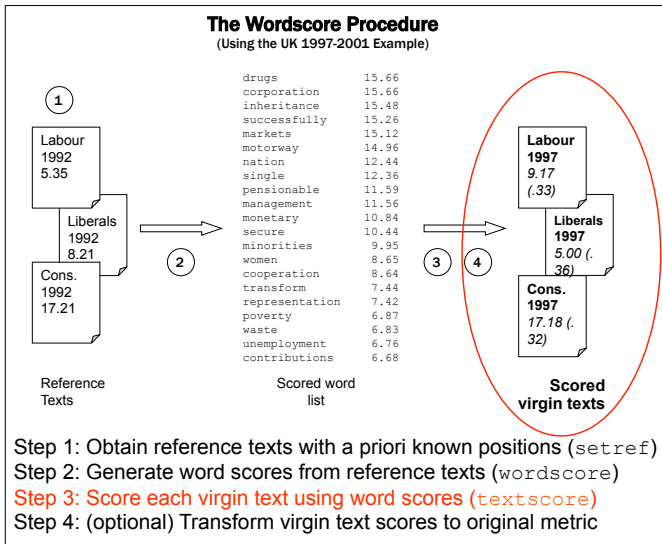 The Wordscore Procedure
(Using the UK 1997-2001 Example)
1
Labour
1992
5.35
Liberals
1992
8.21
Cons.
1992
17.21
Reference
Texts
2
drugs 15.66
corporation 15.66
inheritance 15.48
successfully 15.26
markets 15.12
motorway 14.96
nation 12.44
single 12.36
pensionable 11.59
management 11.56
monetary 10.84
secure 10.44
minorities 9.95
women 8.65
cooperation 8.64
transform 7.44
representation 7.42
poverty 6.87
waste 6.83
unemployment 6.76
contributions 6.68
Scored word
list
3
4
Labour
1997
9.17
(.33)
Liberals
1997
5.00 (.
36)
Cons.
1997
17.18 (.
32)
Scored
virgin texts
Step 1: Obtain reference texts with a priori known positions (setref)
Step 2: Generate word scores from reference texts (wordscore)
Step 3: Score each virgin text using word scores (textscore)
Step 4: (optional) Transform virgin text scores to original metric